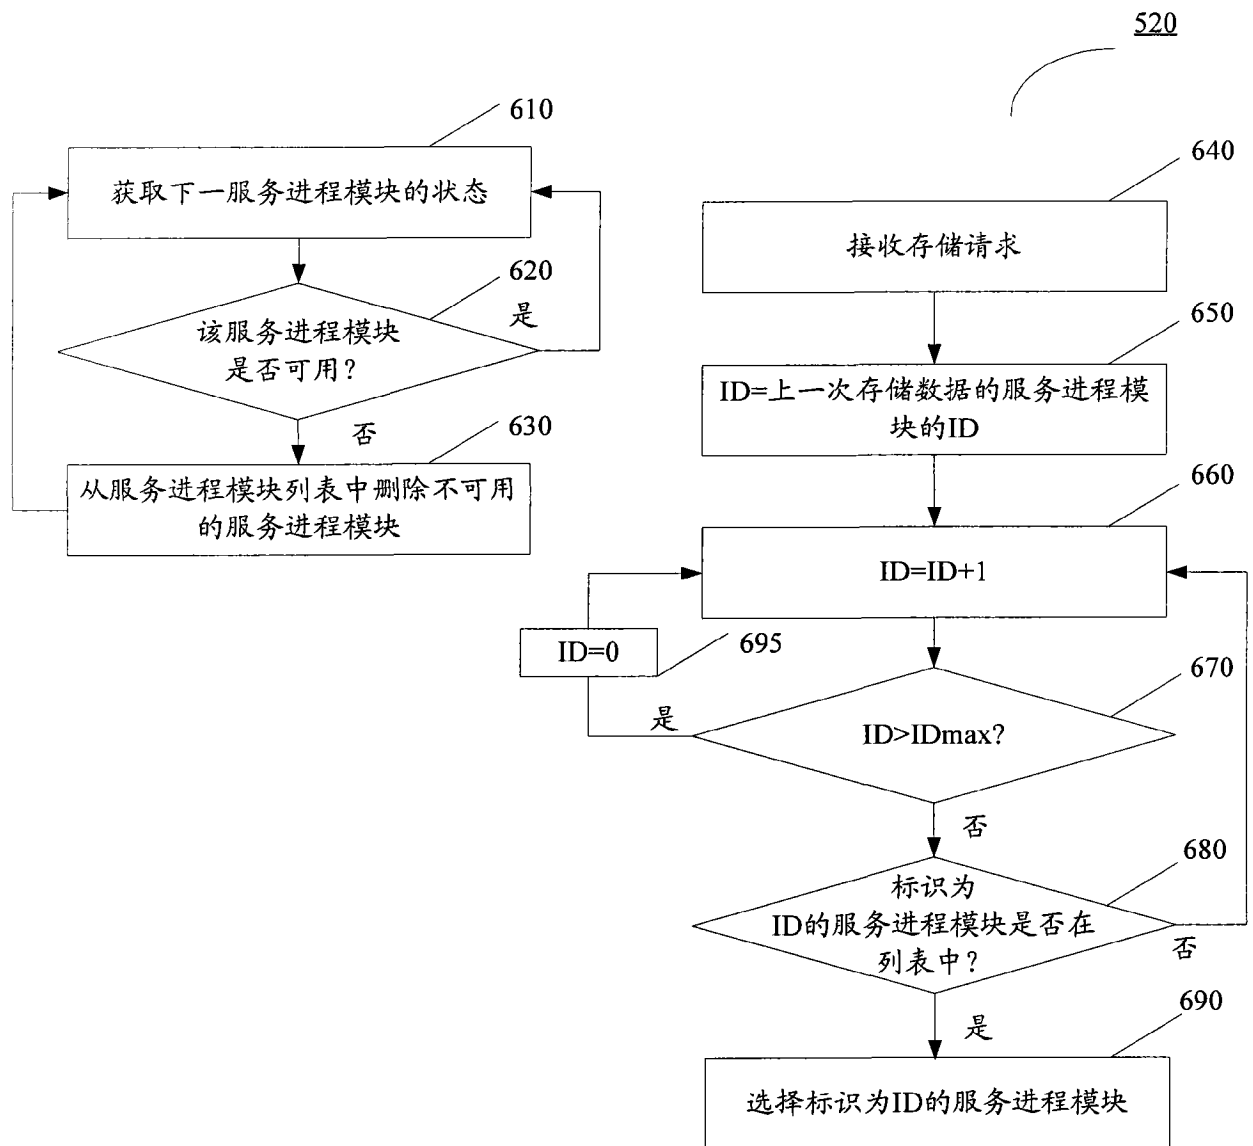 520
610
获取下一服务进程模块的状态
620
该服务进程模块
是否可用?
是
否
630
从服务进程模块列表中删除不可用
的服务进程模块
640
接收存储请求
650
ID=上一次存储数据的服务进程模
块的ID
660
ID=ID+1
ID=0
695
670
ID>IDmax?
是
否
680
标识为
ID的服务进程模块是否在
列表中?
否
是
690
选择标识为ID的服务进程模块